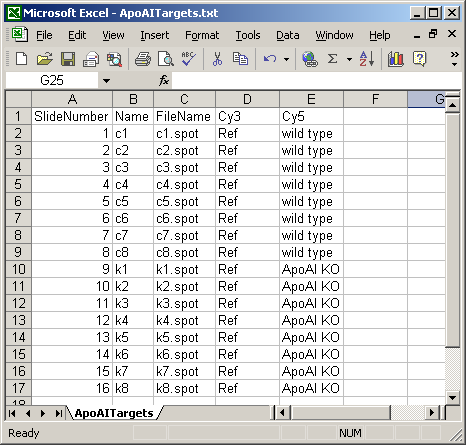 Microsoft Excel - ApoAITargets.txt
File Edit View Insert Format Tools Data Window Help
G25 fx
A B C D E F G
1 SlideNumber Name FileName Cy3 Cy5
2 1 c1 c1.spot Ref wild type
3 2 c2 c2.spot Ref wild type
4 3 c3 c3.spot Ref wild type
5 4 c4 c4.spot Ref wild type
6 5 c5 c5.spot Ref wild type
7 6 c6 c6.spot Ref wild type
8 7 c7 c7.spot Ref wild type
9 8 c8 c8.spot Ref wild type
10 9 k1 k1.spot Ref ApoAI KO
11 10 k2 k2.spot Ref ApoAI KO
12 11 k3 k3.spot Ref ApoAI KO
13 12 k4 k4.spot Ref ApoAI KO
14 13 k5 k5.spot Ref ApoAI KO
15 14 k6 k6.spot Ref ApoAI KO
16 15 k7 k7.spot Ref ApoAI KO
17 16 k8 k8.spot Ref ApoAI KO
18
ApoAITargets
Ready NUM